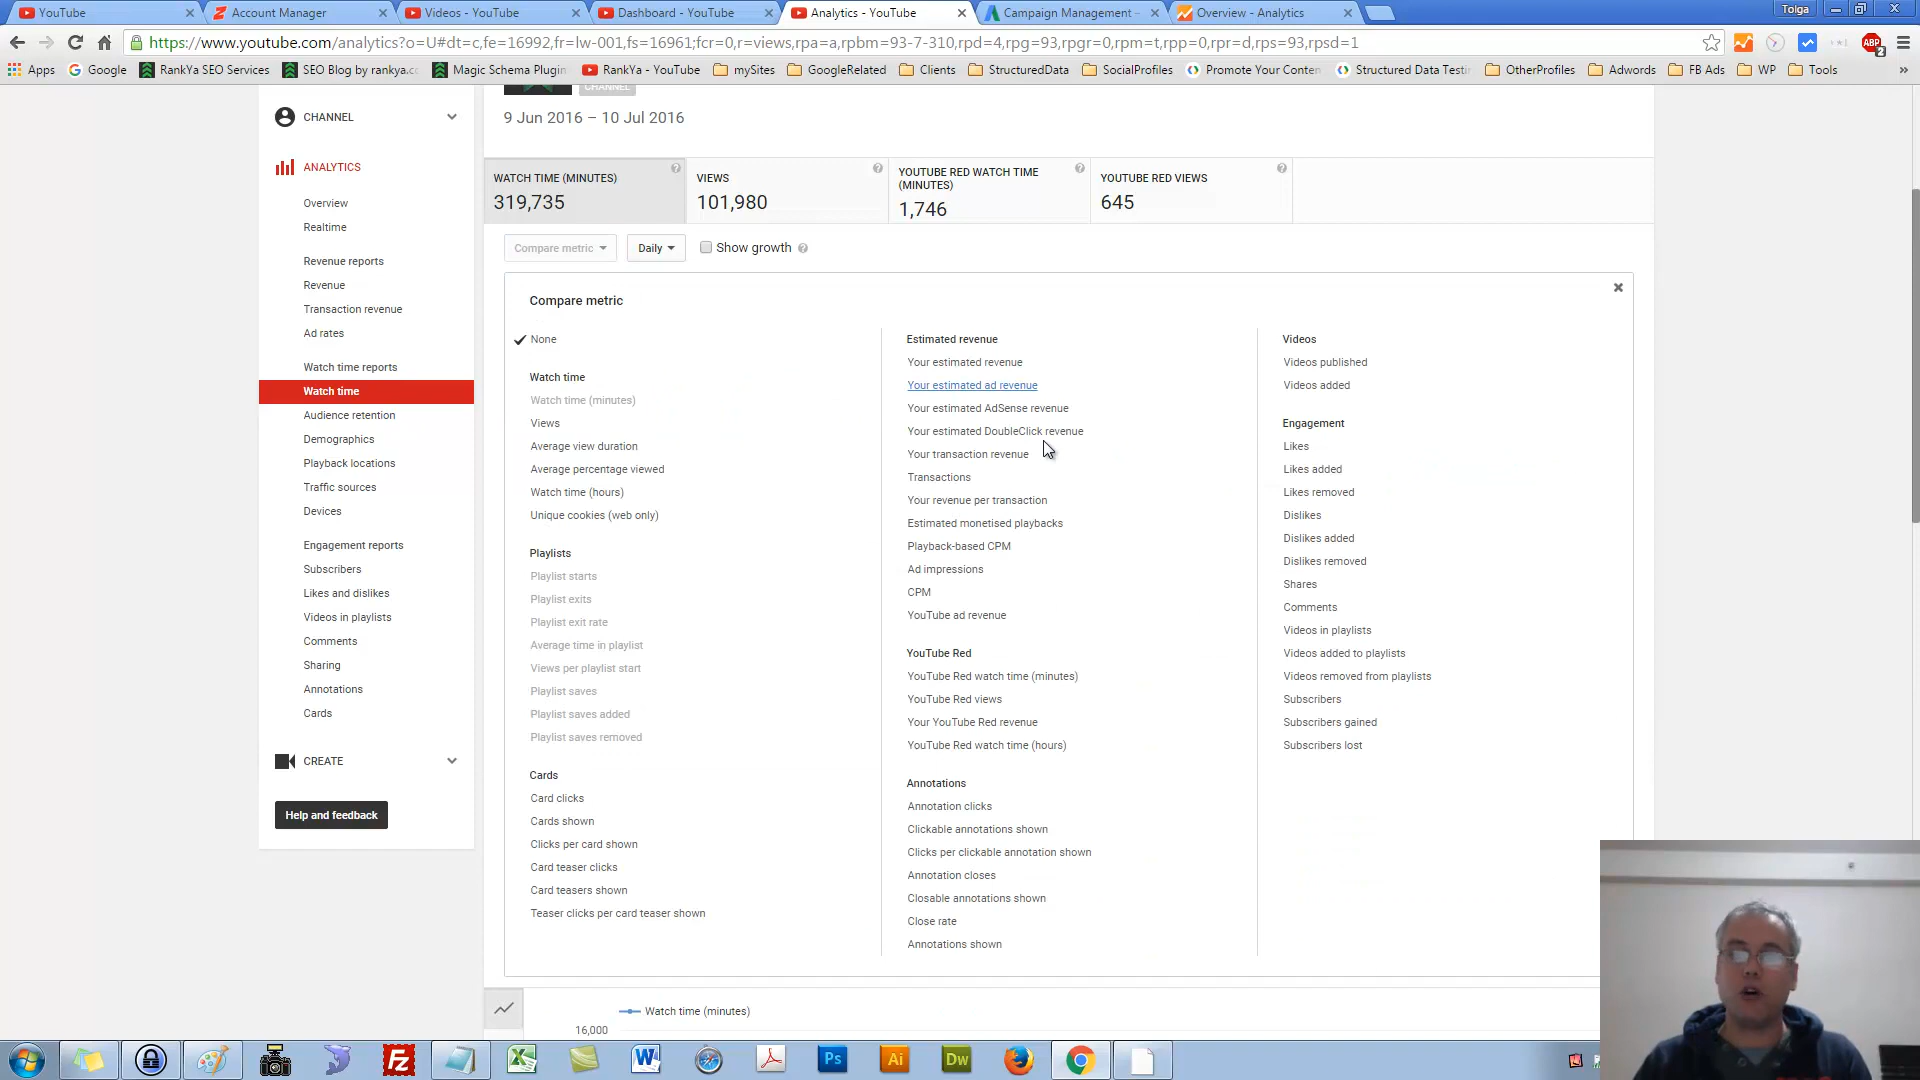 YouTube
Account Manager
Videos - YouTube
Dashboard - YouTube
Analytics - YouTube
Campaign Management -
Overview - Analytics
Tolga
https://www.youtube.com/analytics?o=U#dt=c,fe=16992,fr=lw-001,fs=16961;fcr=0,r=views,rpa=a,rpbm=93-7-310,rpd=4,rpg=93,rpgr=0,rpm=t,rpp=0,rpr=d,rps=93,rpsd=1
ABP
2
Apps
Google
RankYa SEO Services
SEO Blog by rankya.co
Magic Schema Plugin
RankYa - YouTube
mySites
GoogleRelated
Clients
StructuredData
SocialProfiles
Promote Your Conten
Structured Data Testi
OtherProfiles
Adwords
FB Ads
WP
Tools
»
CHANNEL
ANALYTICS
Overview
Realtime
Revenue reports
Revenue
Transaction revenue
Ad rates
Watch time reports
Watch time
Audience retention
Demographics
Playback locations
Traffic sources
Devices
Engagement reports
Subscribers
Likes and dislikes
Videos in playlists
Comments
Sharing
Annotations
Cards
CREATE
Help and feedback
CHANNEL
9 Jun 2016 – 10 Jul 2016
WATCH TIME (MINUTES)
319,735
VIEWS
101,980
YOUTUBE RED WATCH TIME
(MINUTES)
1,746
YOUTUBE RED VIEWS
645
Compare metric
Daily
Show growth
Compare metric
None
Watch time
Watch time (minutes)
Views
Average view duration
Average percentage viewed
Watch time (hours)
Unique cookies (web only)
Playlists
Playlist starts
Playlist exits
Playlist exit rate
Average time in playlist
Views per playlist start
Playlist saves
Playlist saves added
Playlist saves removed
Cards
Card clicks
Cards shown
Clicks per card shown
Card teaser clicks
Card teasers shown
Teaser clicks per card teaser shown
Estimated revenue
Your estimated revenue
Your estimated ad revenue
Your estimated AdSense revenue
Your estimated DoubleClick revenue
Your transaction revenue
Transactions
Your revenue per transaction
Estimated monetised playbacks
Playback-based CPM
Ad impressions
CPM
YouTube ad revenue
YouTube Red
YouTube Red watch time (minutes)
YouTube Red views
Your YouTube Red revenue
YouTube Red watch time (hours)
Annotations
Annotation clicks
Clickable annotations shown
Clicks per clickable annotation shown
Annotation closes
Closable annotations shown
Close rate
Annotations shown
Videos
Videos published
Videos added
Engagement
Likes
Likes added
Likes removed
Dislikes
Dislikes added
Dislikes removed
Shares
Comments
Videos in playlists
Videos added to playlists
Videos removed from playlists
Subscribers
Subscribers gained
Subscribers lost
Watch time (minutes)
16,000
Fz
W
Ps
Ai
Dw